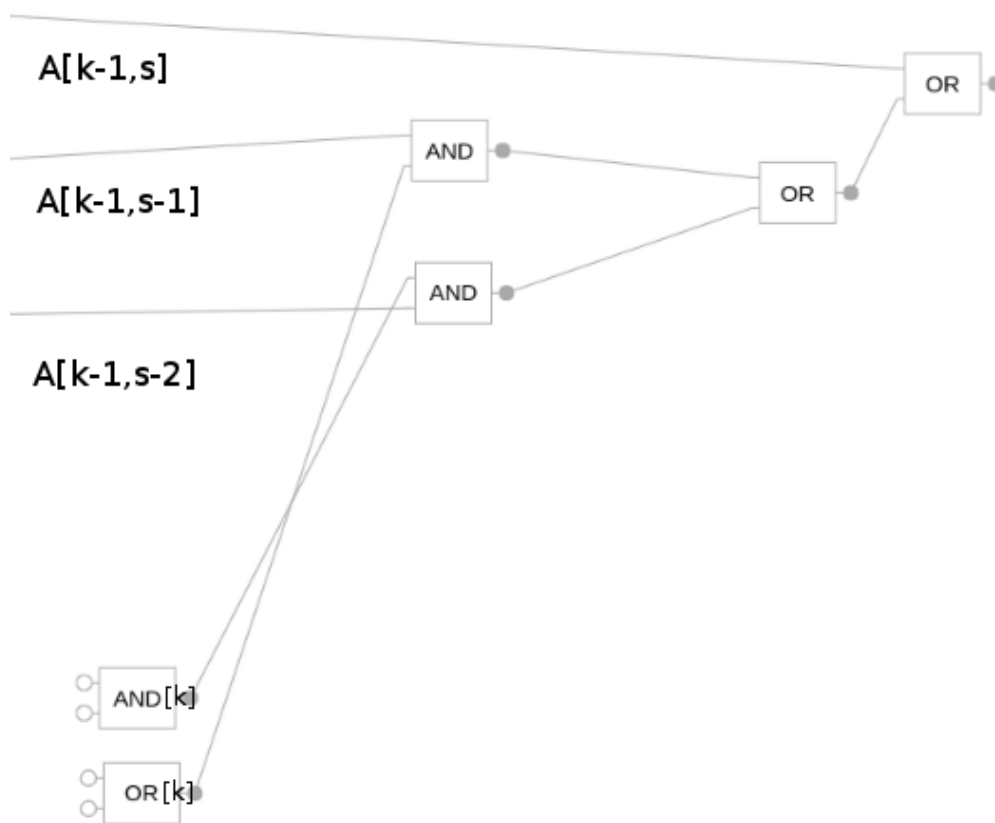 A[k-1,s]
OR
AND
A[k-1,s-1]
OR
AND
A[k-1,s-2]
AND [k]
OR [k]